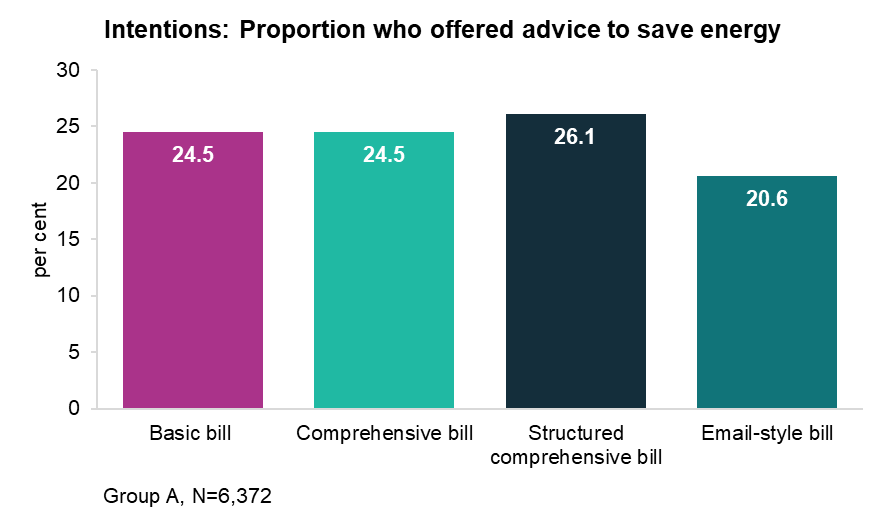 Intentions: Proportion who offered advice to save energy
per cent
30
25
20
15
10
5
0
24.5
24.5
26.1
20.6
Basic bill
Comprehensive bill
Structured
comprehensive bill
Email-style bill
Group A, N=6,372